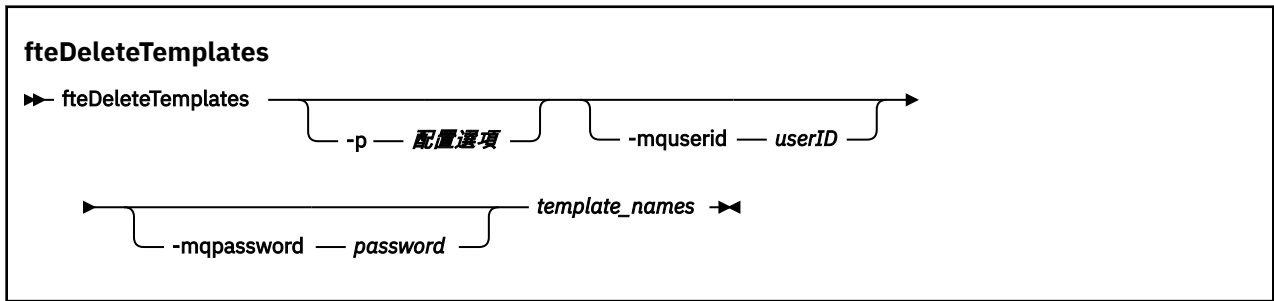 fteDeleteTemplates
fteDeleteTemplates
-p 配置選項 -mquserid userID
template_names
-mqpassword password